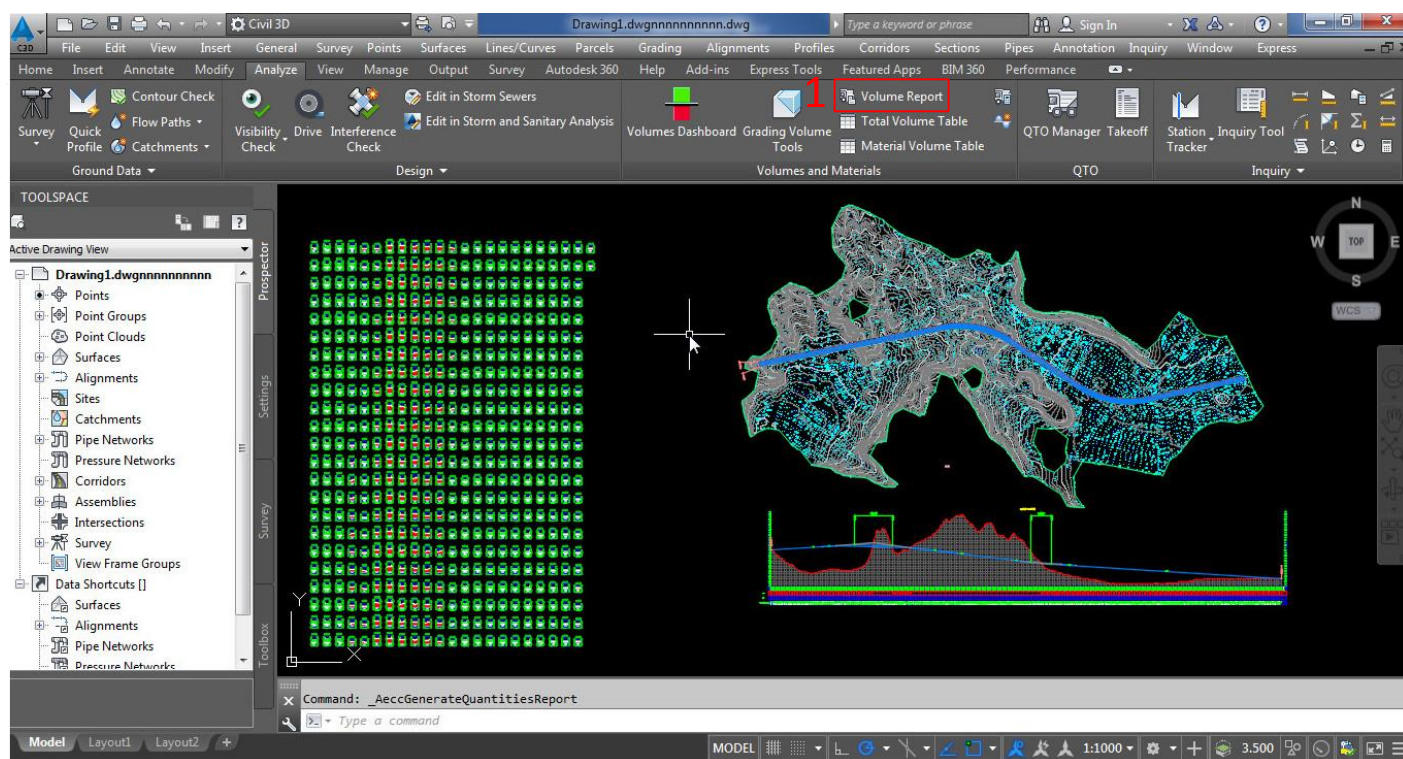 Civil 3D
Drawing1.dwgnnnnnnnnnn.dwg
Type a keyword or phrase
Sign In
C3D
File Edit View Insert General Survey Points Surfaces Lines/Curves Parcels Grading Alignments Profiles Corridors Sections Pipes Annotation Inquiry Window Express
Home Insert Annotate Modify Analyze View Manage Output Survey Autodesk 360 Help Add-ins Express Tools Featured Apps BIM 360 Performance
Survey
Quick Profile
Contour Check
Flow Paths
Catchments
Ground Data
Visibility Check
Drive
Interference Check
Edit in Storm Sewers
Edit in Storm and Sanitary Analysis
Design
Volumes Dashboard
Grading Volume Tools
1
Volume Report
Total Volume Table
Material Volume Table
Volumes and Materials
QTO Manager
Takeoff
QTO
Station Tracker
Inquiry Tool
Inquiry
TOOLSPACE
Active Drawing View
Drawing1.dwgnnnnnnnnnn
Points
Point Groups
Point Clouds
Surfaces
Alignments
Sites
Catchments
Pipe Networks
Pressure Networks
Corridors
Assemblies
Intersections
Survey
View Frame Groups
Data Shortcuts []
Surfaces
Alignments
Pipe Networks
Pressure Networks
Prospector
Settings
Survey
Toolbox
N
W TOP E
S
WCS
Y
X
Command: _AeccGenerateQuantitiesReport
Type a command
Model Layout1 Layout2 +
MODEL
1:1000
3.500